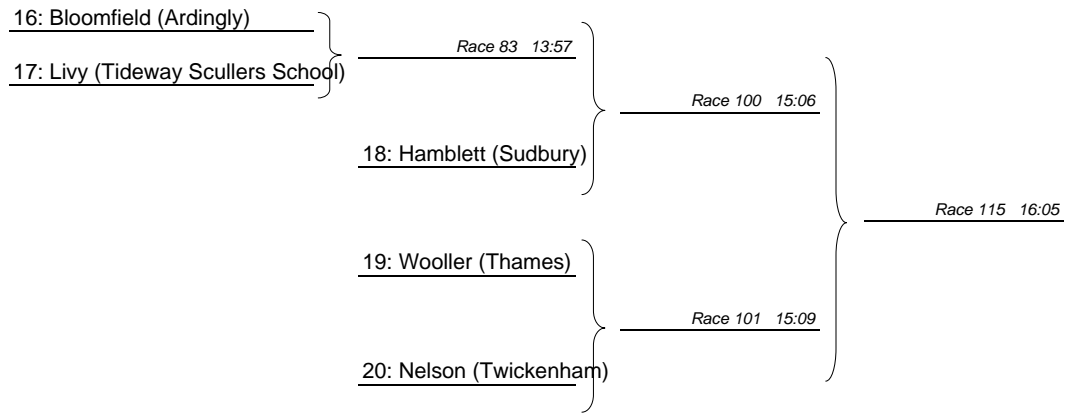 16: Bloomfield (Ardingly)
Race 83 13:57
17: Livy (Tideway Scullers School)
Race 100 15:06
18: Hamblett (Sudbury)
Race 115 16:05
19: Wooller (Thames)
Race 101 15:09
20: Nelson (Twickenham)